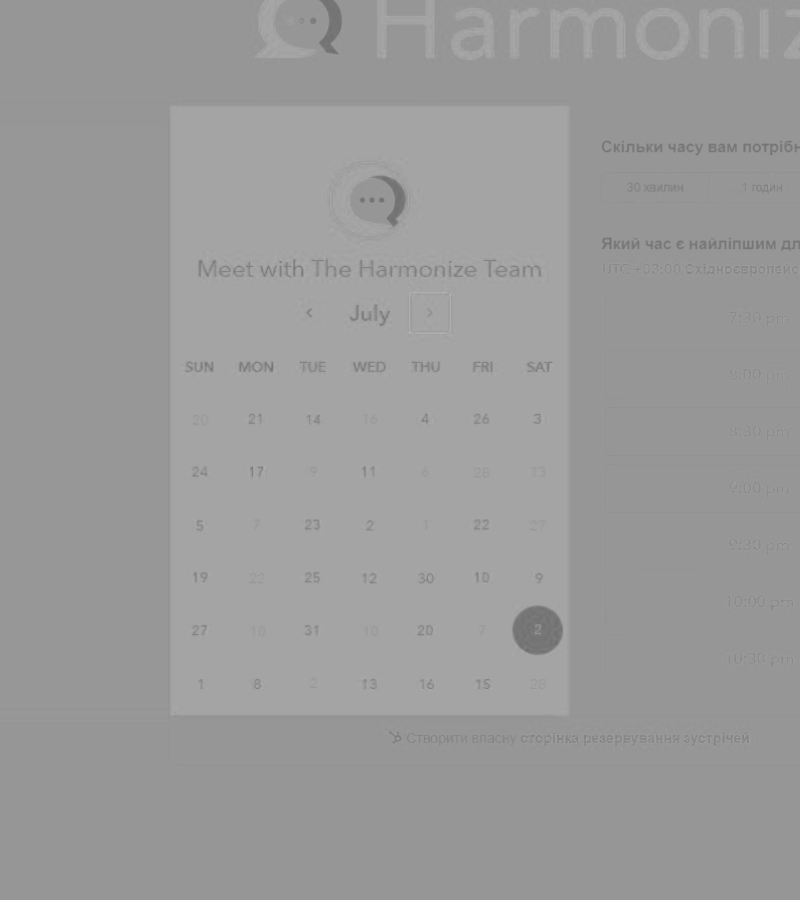 Harmoniz
Скільки часу вам потрібн
30 хвилин 1 годин
Meet with The Harmonize Team
Який час є найліпшим дл
UTC +03:00 Східноєвропейс
July
7:30 pm
SUN MON TUE WED THU FRI SAT
8:00 pm
20 21 14 16 4 26 3
8:30 pm
24 17 9 11 6 28 13
9:00 pm
5 7 23 2 1 22 27
9:30 pm
19 22 25 12 30 10 9
10:00 pm
27 18 31 10 20 7 2
10:30 pm
1 8 2 13 16 15 28
Створити власну сторінка резервування зустрічей